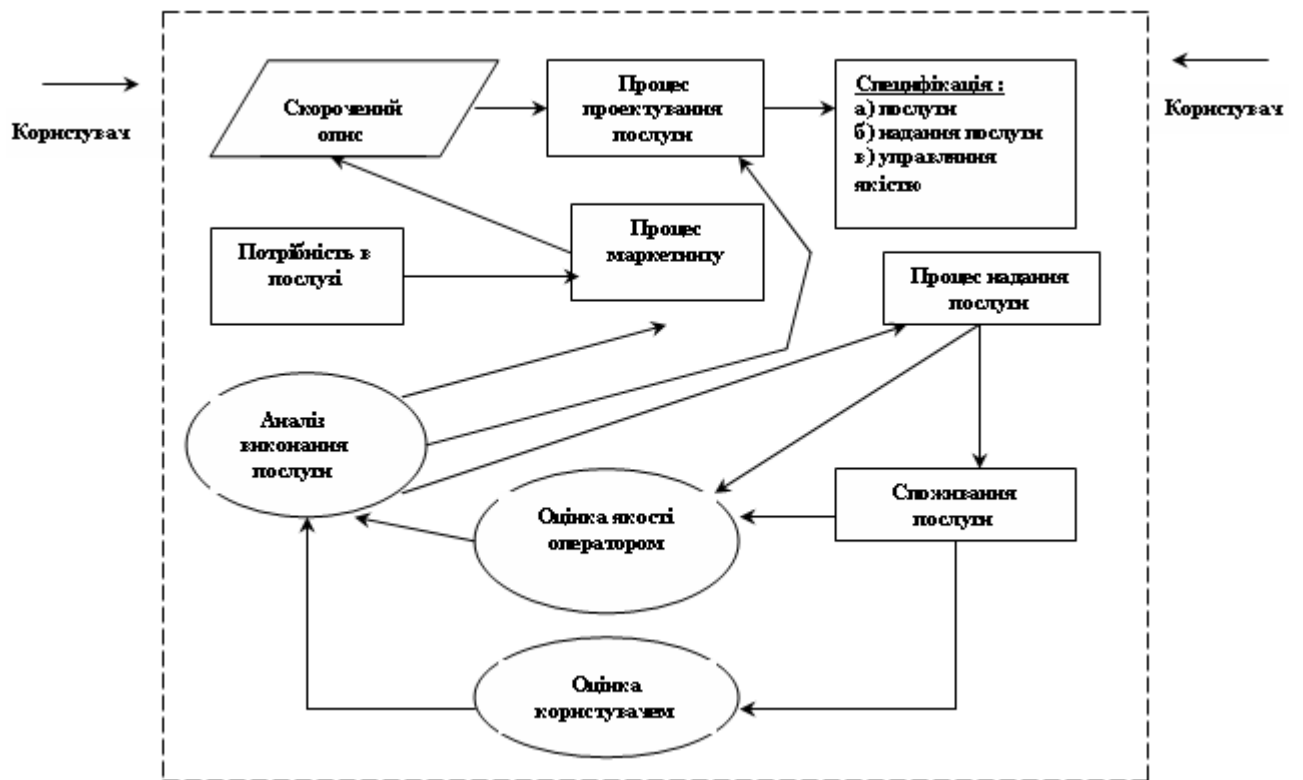 Користувач
Скорочений
опис
Процес
проектування
послуги
Специфікація :
а) послуги
б) надання послуги
в) управляння
якістю
Користувач
Потрібність в
послузі
Процес
маркетингу
Процес надання
послуги
Аналіз
виконання
послуги
Оцінка якості
оператором
Споживання
послуги
Оцінка
користувачем